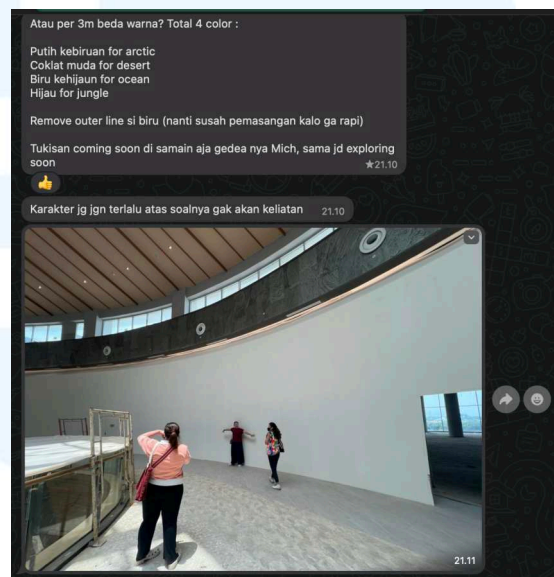 Atau per 3m beda warna? Total 4 color :
Putih kebiruan for arctic
Coklat muda for desert
Biru kehijaun for ocean
Hijau for jungle
Remove outer line si biru (nanti susah pemasangan kalo ga rapi)
Tukisan coming soon di samain aja gedea nya Mich, sama jd exploring
soon
21.10
Karakter jg jgn terlalu atas soalnya gak akan keliatan
21.10
21.11